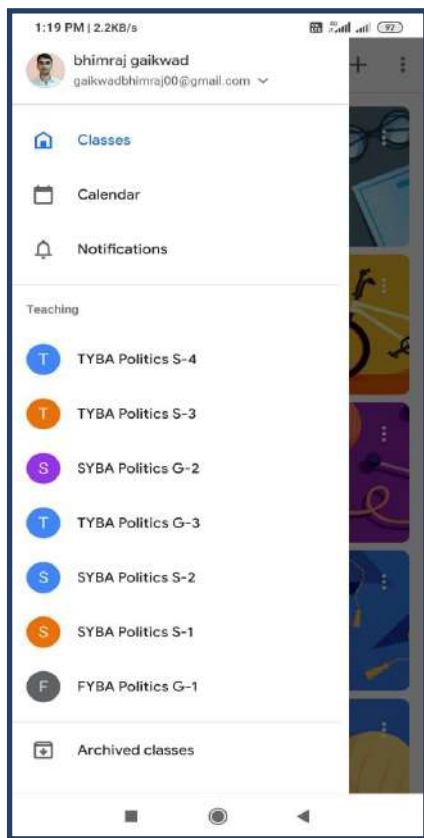 1:19 PM | 2.2KB/s
97
bhimraj gaikwad
gaikwadbhimraj00@gmail.com
Classes
Calendar
Notifications
Teaching
T TYBA Politics S-4
T TYBA Politics S-3
S SYBA Politics G-2
T TYBA Politics G-3
S SYBA Politics S-2
S SYBA Politics S-1
F FYBA Politics G-1
Archived classes